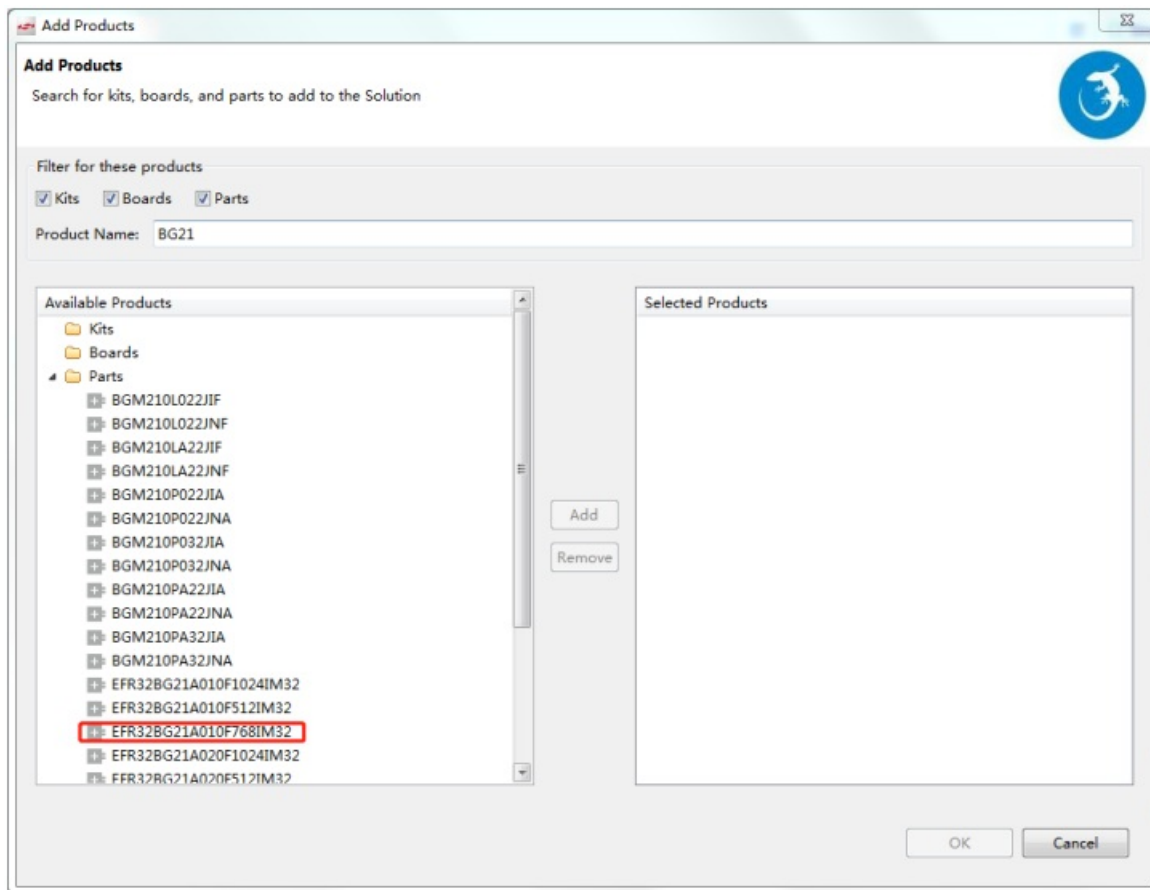 Add Products
Add Products
Search for kits, boards, and parts to add to the Solution
Filter for these products
Kits Boards Parts
Product Name: BG21
Available Products
Kits
Boards
Parts
BGM210L022JIF
BGM210L022JNF
BGM210LA22JIF
BGM210LA22JNF
BGM210P022JIA
BGM210P022JNA
BGM210P032JIA
BGM210P032JNA
BGM210PA22JIA
BGM210PA22JNA
BGM210PA32JIA
BGM210PA32JNA
EFR32BG21A010F1024IM32
EFR32BG21A010F512IM32
EFR32BG21A010F768IM32
EFR32BG21A020F1024IM32
EFR32BG21A020F512IM32
Add
Remove
Selected Products
OK Cancel